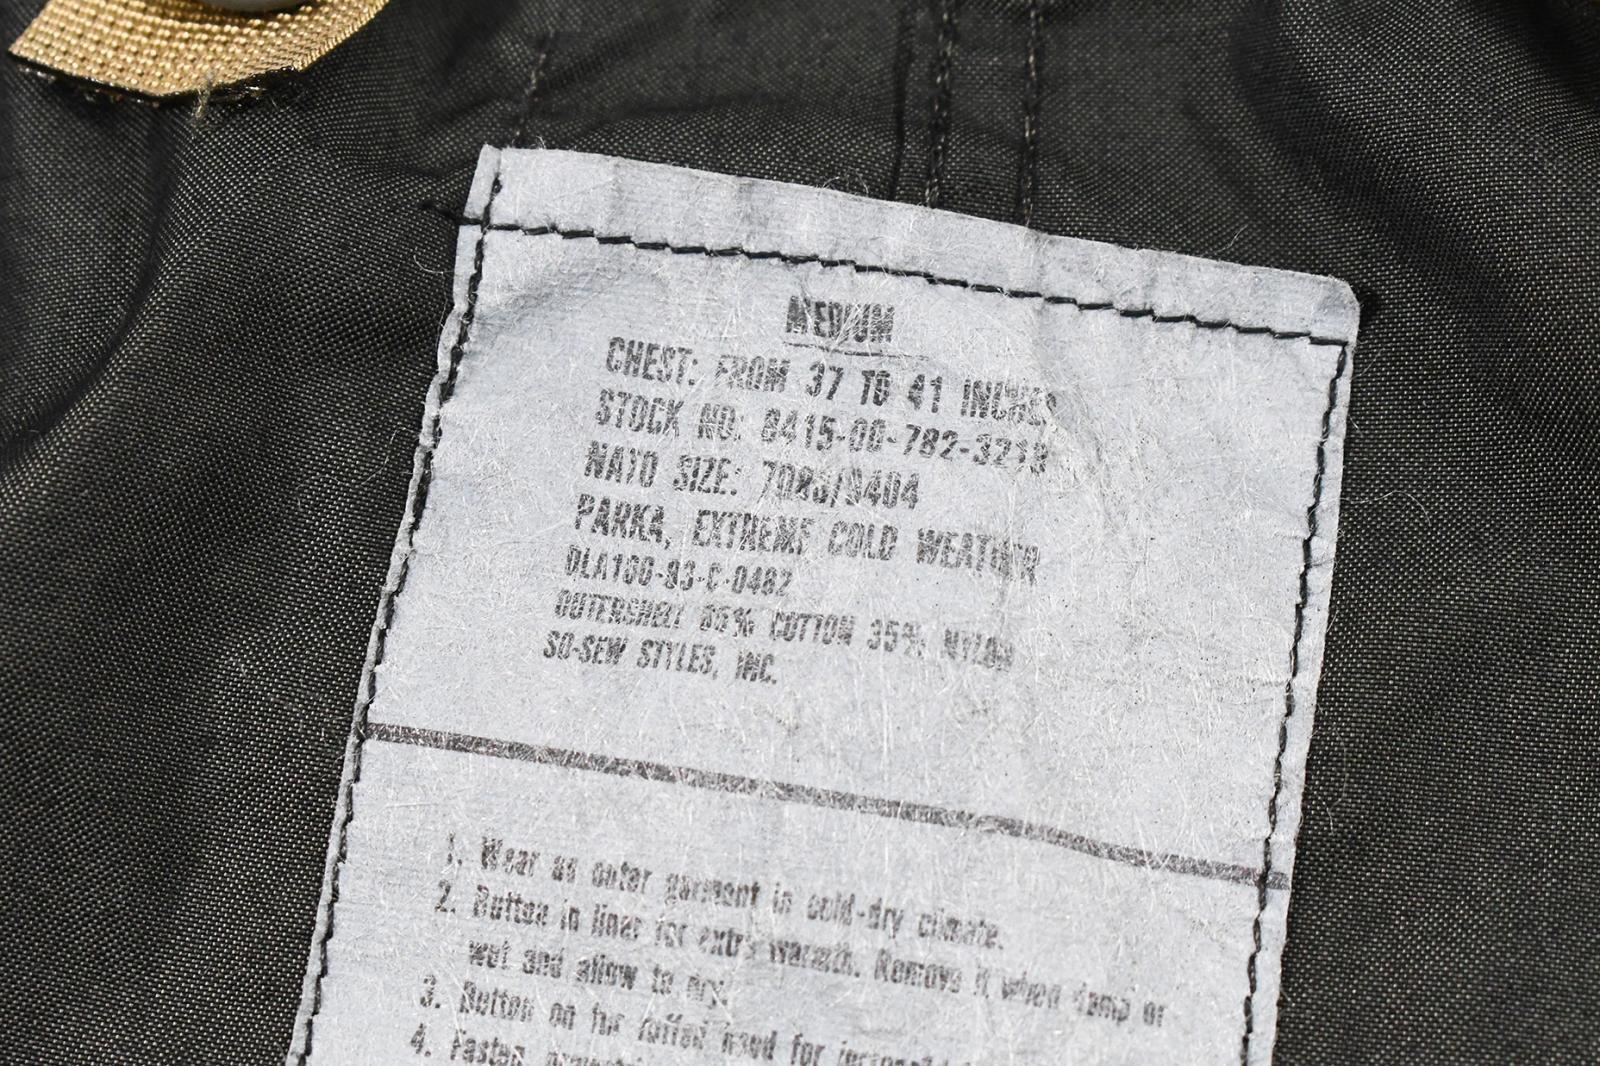 MEDIUM
CHEST: FROM 37 TO 41 INCHES
STOCK NO: 8415-00-782-3218
NATO SIZE: 7085/9404
PARKA, EXTREME COLD WEATHER
DLA100-83-C-0482
OUTERSHELL 65% COTTON 35% NYLON
SO-SEW STYLES, INC.
1. Wear as outer garment in cold-dry climate.
2. Button in liner for extra warmth. Remove it when damp or
wet and allow to dry.
3. Button on fur ruffed hood for
4. Fasten